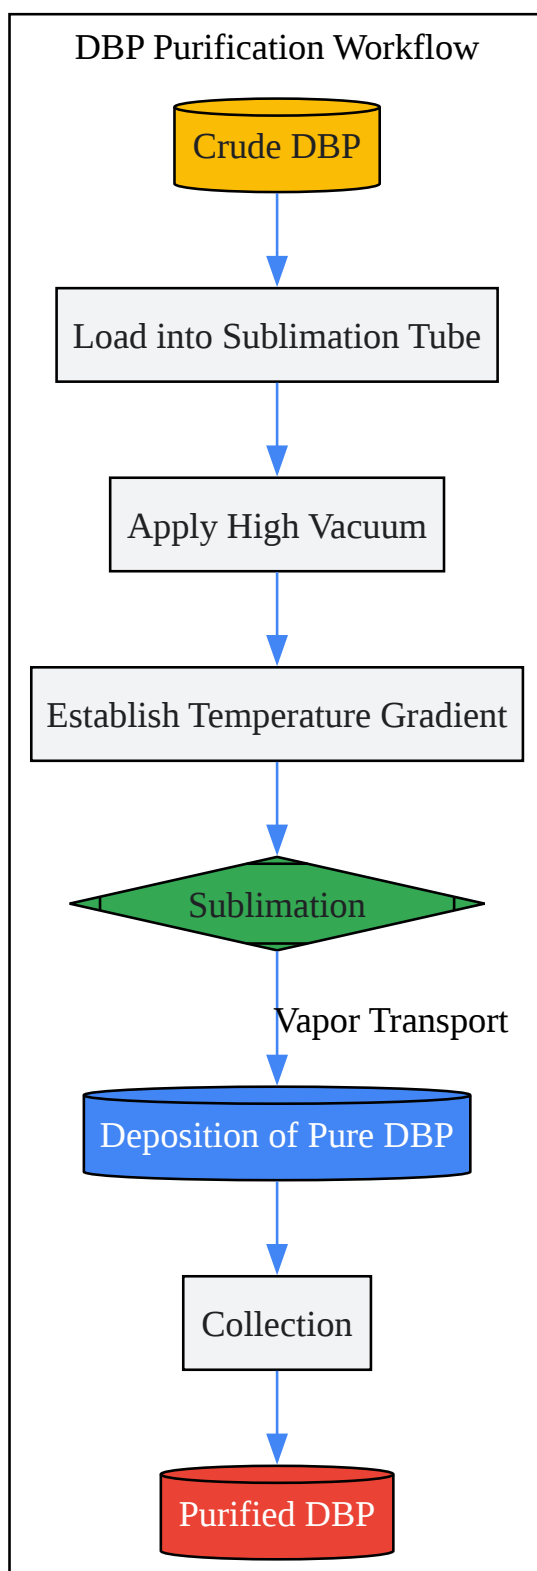 DBP Purification Workflow
Crude DBP
Load into Sublimation Tube
Apply High Vacuum
Establish Temperature Gradient
Sublimation
Vapor Transport
Deposition of Pure DBP
Collection
Purified DBP